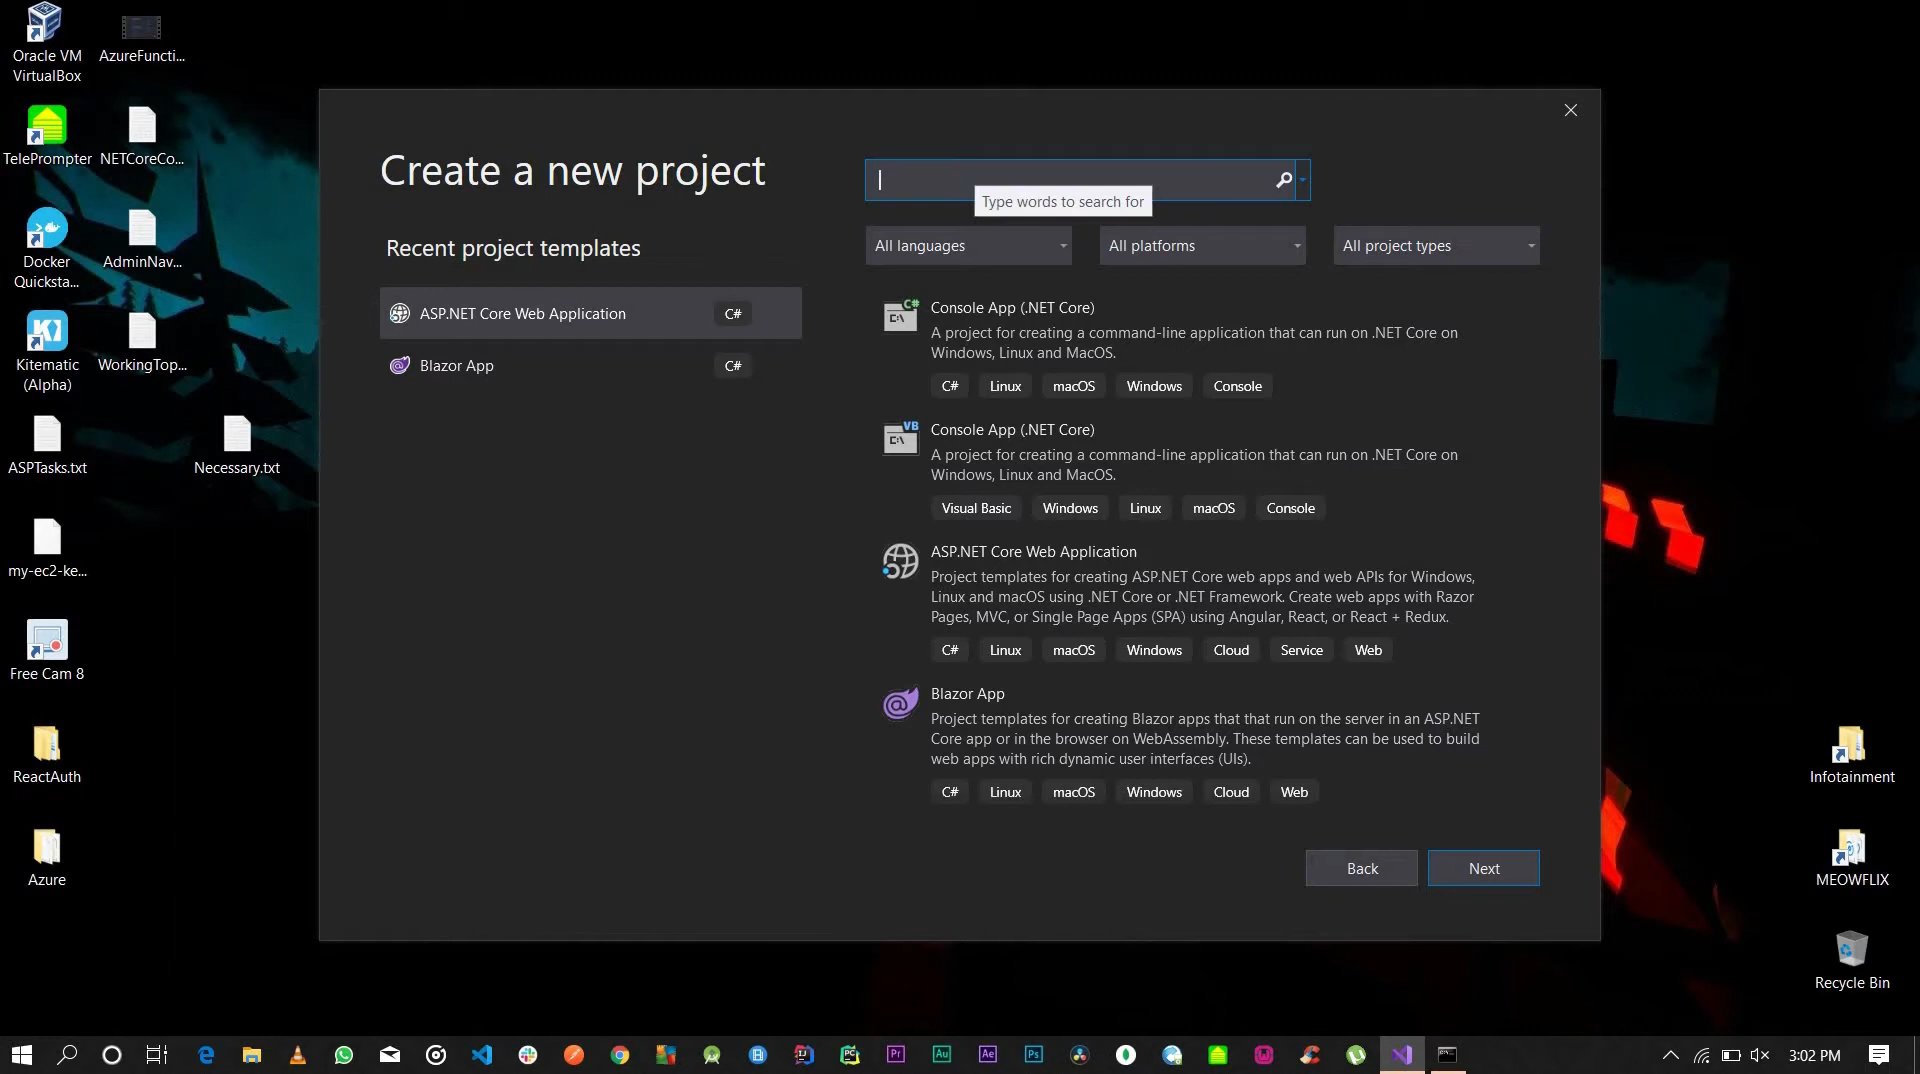 Oracle VM
VirtualBox
AzureFuncti...
TelePrompter
NETCoreCo...
Docker
Quicksta...
AdminNav...
Kitematic
(Alpha)
WorkingTop...
ASPTasks.txt
Necessary.txt
my-ec2-ke...
Free Cam 8
ReactAuth
Azure
Create a new project
Type words to search for
Recent project templates
ASP.NET Core Web Application C#
Blazor App C#
All languages All platforms All project types
C#
C:\
Console App (.NET Core)
A project for creating a command-line application that can run on .NET Core on
Windows, Linux and MacOS.
C# Linux macOS Windows Console
VB
C:\
Console App (.NET Core)
A project for creating a command-line application that can run on .NET Core on
Windows, Linux and MacOS.
Visual Basic Windows Linux macOS Console
ASP.NET Core Web Application
Project templates for creating ASP.NET Core web apps and web APIs for Windows,
Linux and macOS using .NET Core or .NET Framework. Create web apps with Razor
Pages, MVC, or Single Page Apps (SPA) using Angular, React, or React + Redux.
C# Linux macOS Windows Cloud Service Web
@
Blazor App
Project templates for creating Blazor apps that that run on the server in an ASP.NET
Core app or in the browser on WebAssembly. These templates can be used to build
web apps with rich dynamic user interfaces (UIs).
C# Linux macOS Windows Cloud Web
Back Next
Infotainment
MEOWFLIX
Recycle Bin
IJ PC Pr Au Ae Ps
3:02 PM